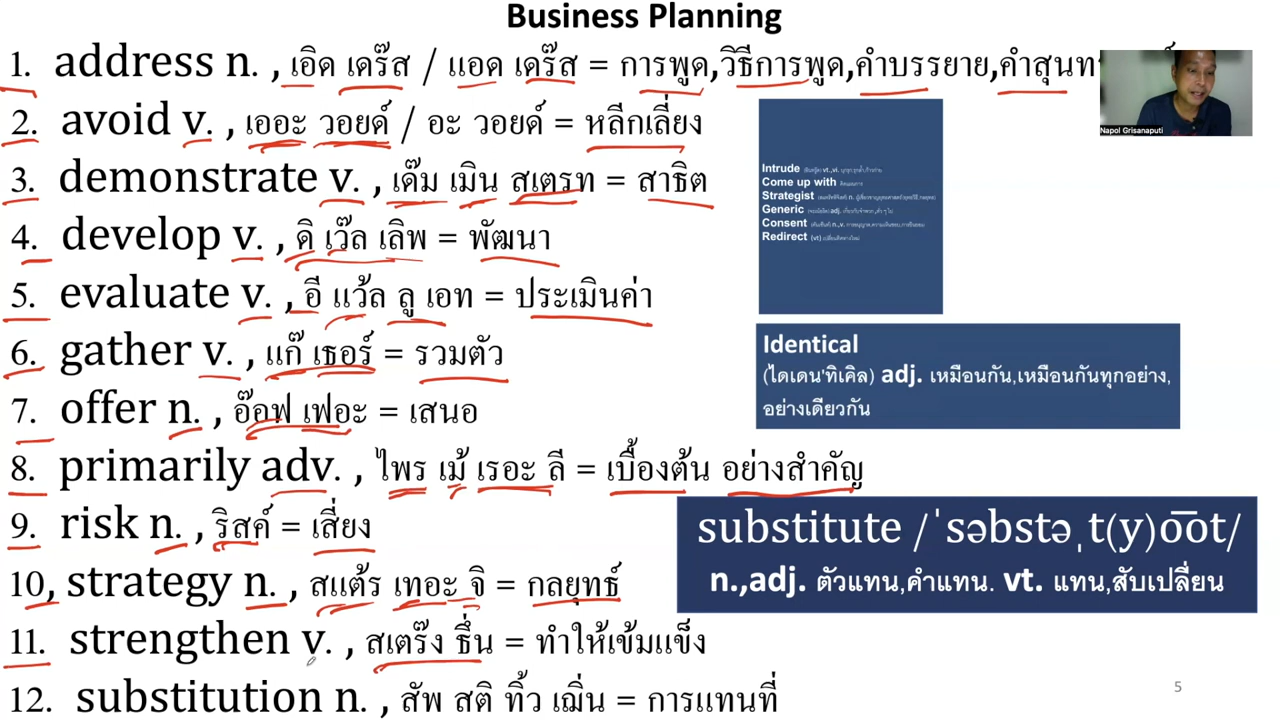 Business Planning
1. address n. , เอิด เดร๊ส / แอด เดร๊ส = การพูด,วิธีการพูด,คำบรรยาย,คำสุนท
2. avoid v. , เออะ วอยด์ / อะ วอยด์ = หลีกเลี่ยง
3. demonstrate v. , เด๊ม เมิน สเตรท = สาธิต
4. develop v. , ดิ เว๊ล เลิพ = พัฒนา
5. evaluate v. , อี แว้ล ลู เอท = ประเมินค่า
6. gather v. , แก๊ เธอร์ = รวมตัว
7. offer n. , อ๊อฟ เฟอะ = เสนอ
8. primarily adv. , ไพร เม้ เรอะ ลี = เบื้องต้น อย่างสำคัญ
9. risk n. , ริสค์ = เสี่ยง
10, strategy n. , สแต้ร เทอะ จิ = กลยุทธ์
11. strengthen v. , สเตร๊ง ธึ่น = ทำให้เข้มแข็ง
12. substitution n. , สัพ สติ ทิ้ว เฌิ่น = การแทนที่
Napol Grisanaputi
Intrude vt.,vi.
Come up with
Strategist n.
Generic adj.
Consent n.,v.
Redirect (vt)
Identical
(ไดเดน'ทิเคิล) adj. เหมือนกัน,เหมือนกันทุกอย่าง,
อย่างเดียวกัน
substitute /ˈsəbstəˌt(y)o͞ot/
n.,adj. ตัวแทน,คำแทน. vt. แทน,สับเปลี่ยน
5